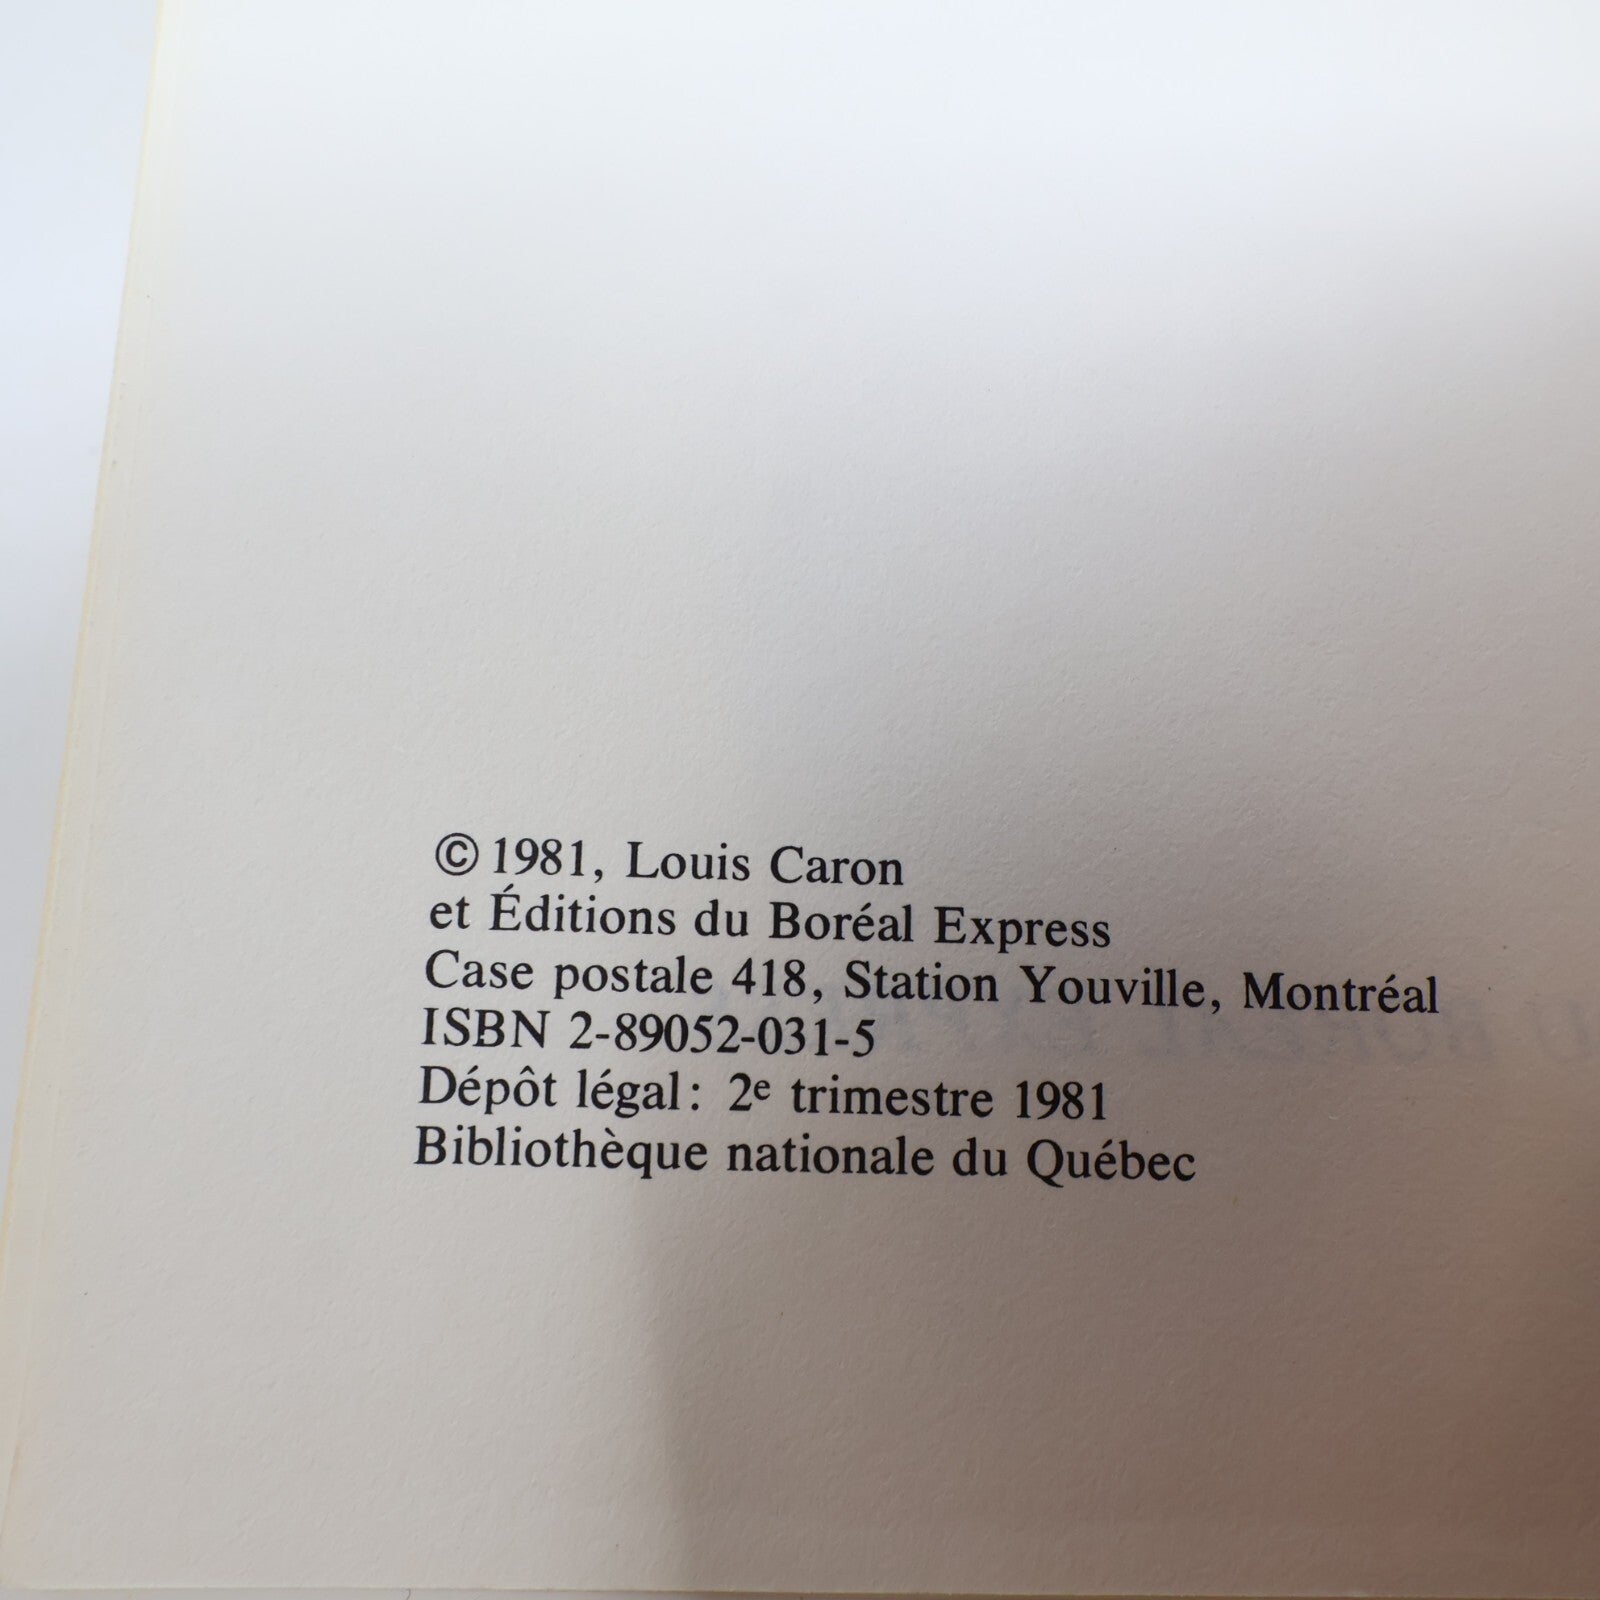 © 1981, Louis Caron
et Éditions du Boréal Express
Case postale 418, Station Youville, Montréal
ISBN 2-89052-031-5
Dépôt légal: 2e trimestre 1981
Bibliothèque nationale du Québec